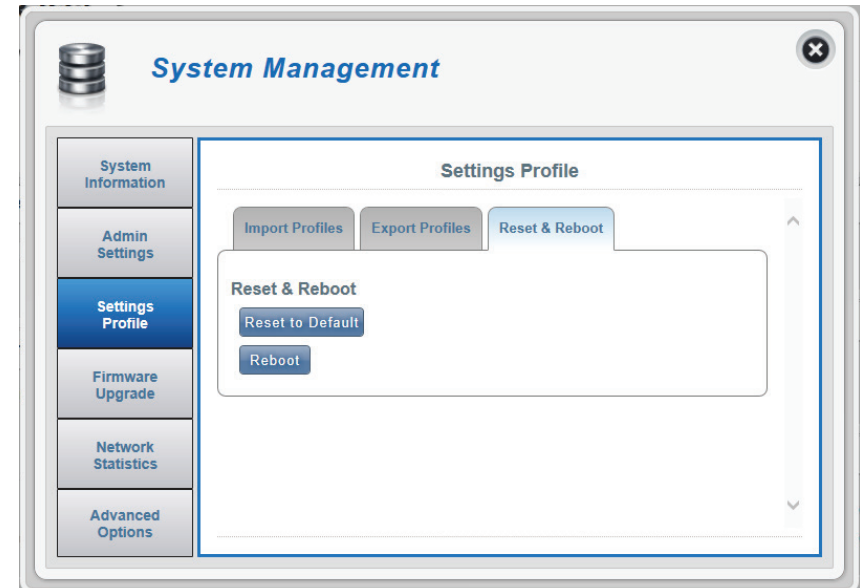 System Management
System
Information
Admin
Settings
Settings
Profile
Firmware
Upgrade
Network
Statistics
Advanced
Options
Settings Profile
Import Profiles
Export Profiles
Reset & Reboot
Reset & Reboot
Reset to Default
Reboot